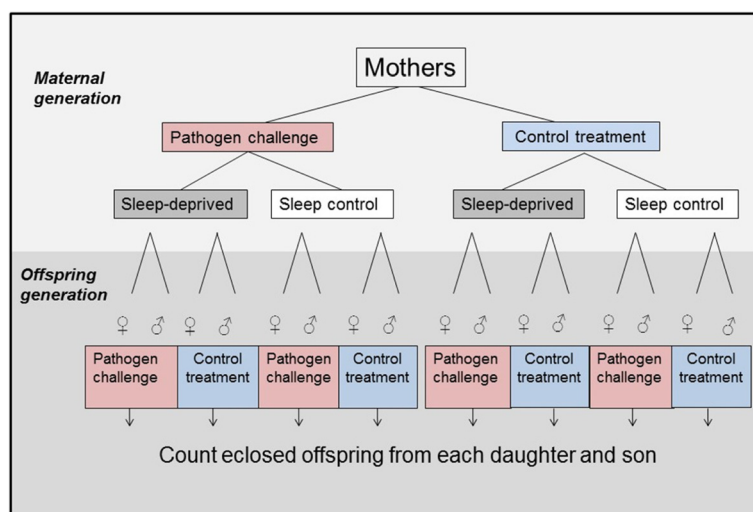 Maternal
generation
Mothers
Pathogen challenge
Control treatment
Sleep-deprived
Sleep control
Sleep-deprived
Sleep control
Offspring
generation
♀ ♂ ♀ ♂ ♀ ♂ ♀ ♂ ♀ ♂ ♀ ♂ ♀ ♂ ♀ ♂
Pathogen
challenge
Control
treatment
Pathogen
challenge
Control
treatment
Pathogen
challenge
Control
treatment
Pathogen
challenge
Control
treatment
Count eclosed offspring from each daughter and son